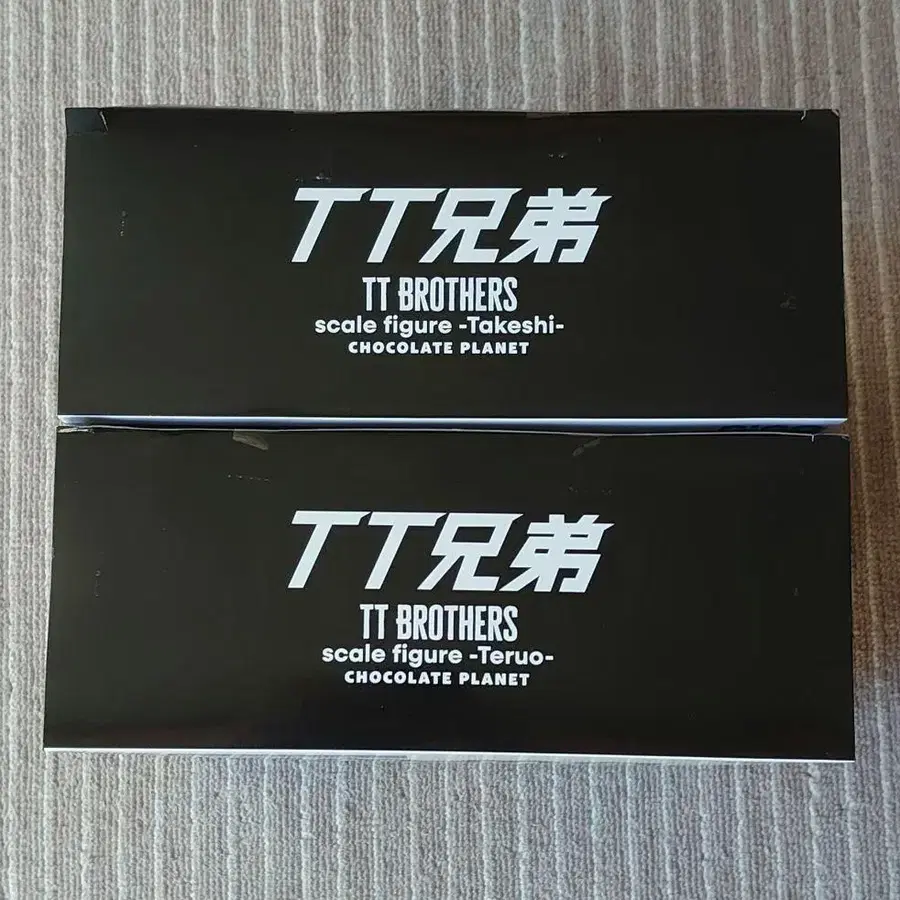 TT兄弟
TT BROTHERS
scale figure -Takeshi-
CHOCOLATE PLANET
TT兄弟
TT BROTHERS
scale figure -Teruo-
CHOCOLATE PLANET